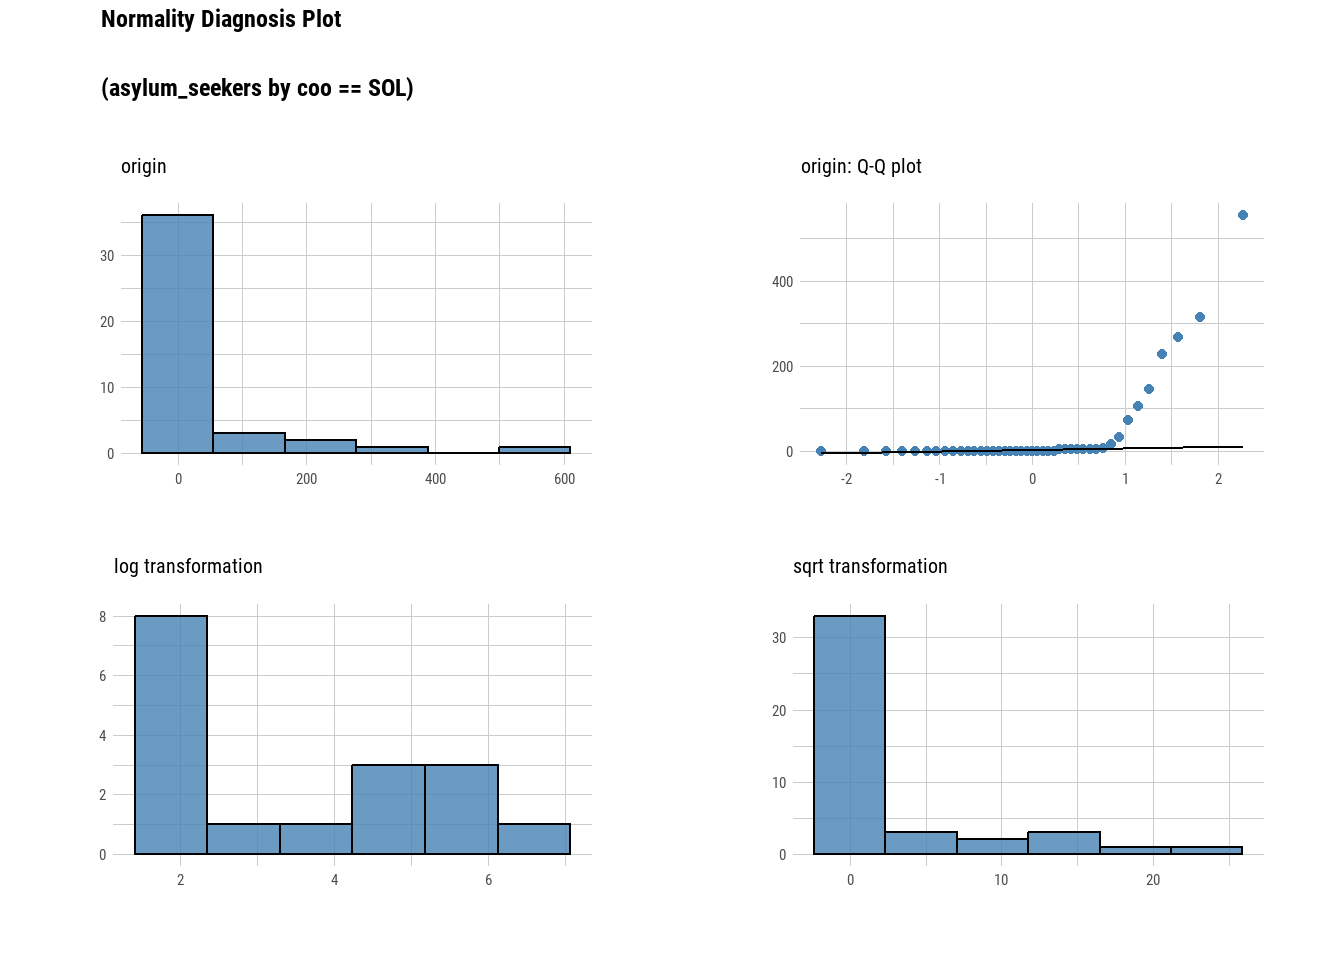 Normality Diagnosis Plot
(asylum_seekers by coo == SOL)
origin
30
20
10
0
0 200 400 600
origin: Q-Q plot
400
200
0
-2 -1 0 1 2
log transformation
8
6
4
2
0
2 4 6
sqrt transformation
30
20
10
0
0 10 20